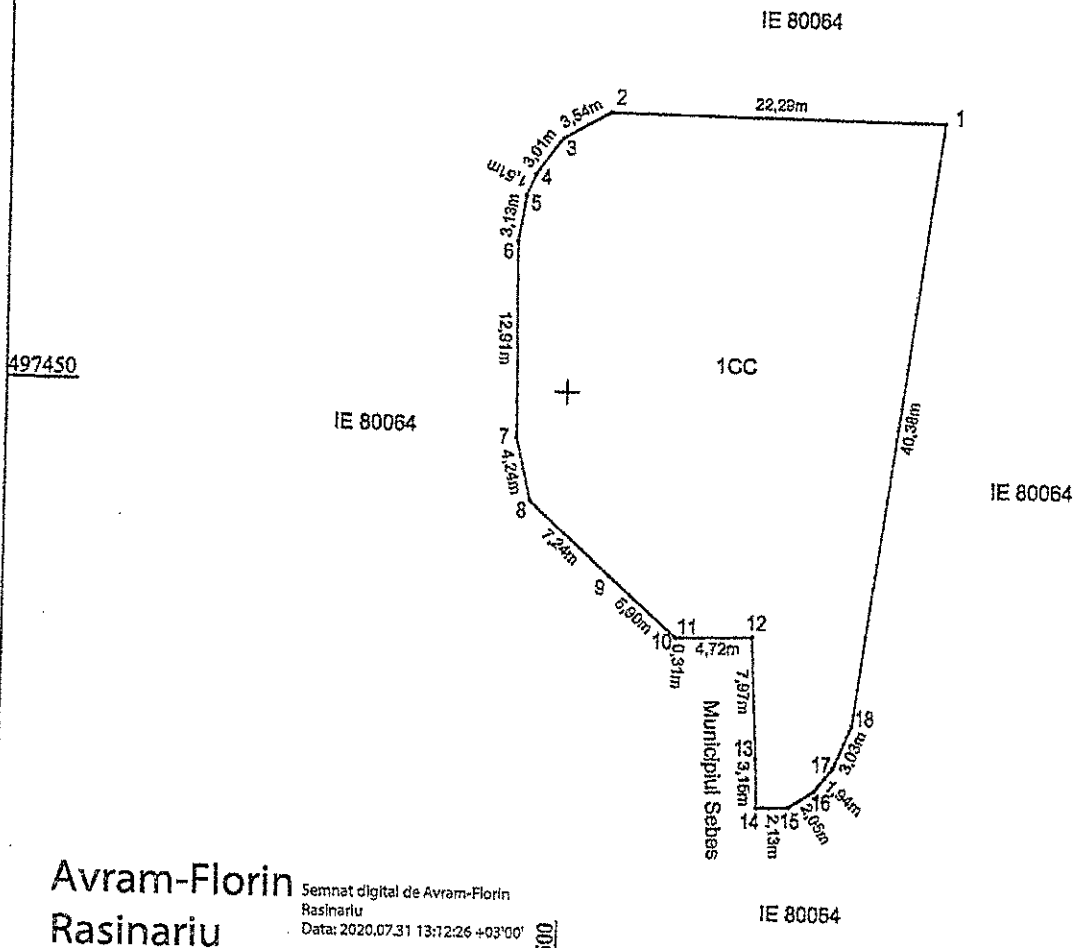 IE 80064
2
22,29m
1
3,54m
3
3,01m
4
1,51m
5
3,13m
6
12,91m
497450
1CC
IE 80064
7
40,38m
4,24m
IE 80064
8
7,24m
9
10
11
12
4,72m
0,31m
7,97m
Municipiul Sebes
18
13
3,03m
17
16
1,94m
14
15
2,05m
2,13m
Avram-Florin
Rasinariu
Semnat digital de Avram-Florin
Rasinariu
Data: 2020.07.31 13:12:26 +03'00'
IE 80064